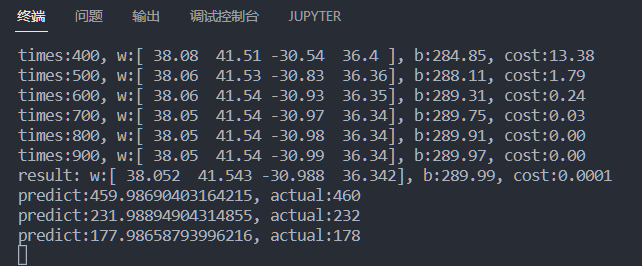 终端 问题 输出 调试控制台 JUPYTER
times:400, w:[ 38.08  41.51 -30.54  36.4 ], b:284.85, cost:13.38
times:500, w:[ 38.06  41.53 -30.83  36.36], b:288.11, cost:1.79
times:600, w:[ 38.06  41.54 -30.93  36.35], b:289.31, cost:0.24
times:700, w:[ 38.05  41.54 -30.97  36.34], b:289.75, cost:0.03
times:800, w:[ 38.05  41.54 -30.98  36.34], b:289.91, cost:0.00
times:900, w:[ 38.05  41.54 -30.99  36.34], b:289.97, cost:0.00
result: w:[ 38.052  41.543 -30.988  36.342], b:289.99, cost:0.0001
predict:459.98690403164215, actual:460
predict:231.98894904314855, actual:232
predict:177.98658793996216, actual:178